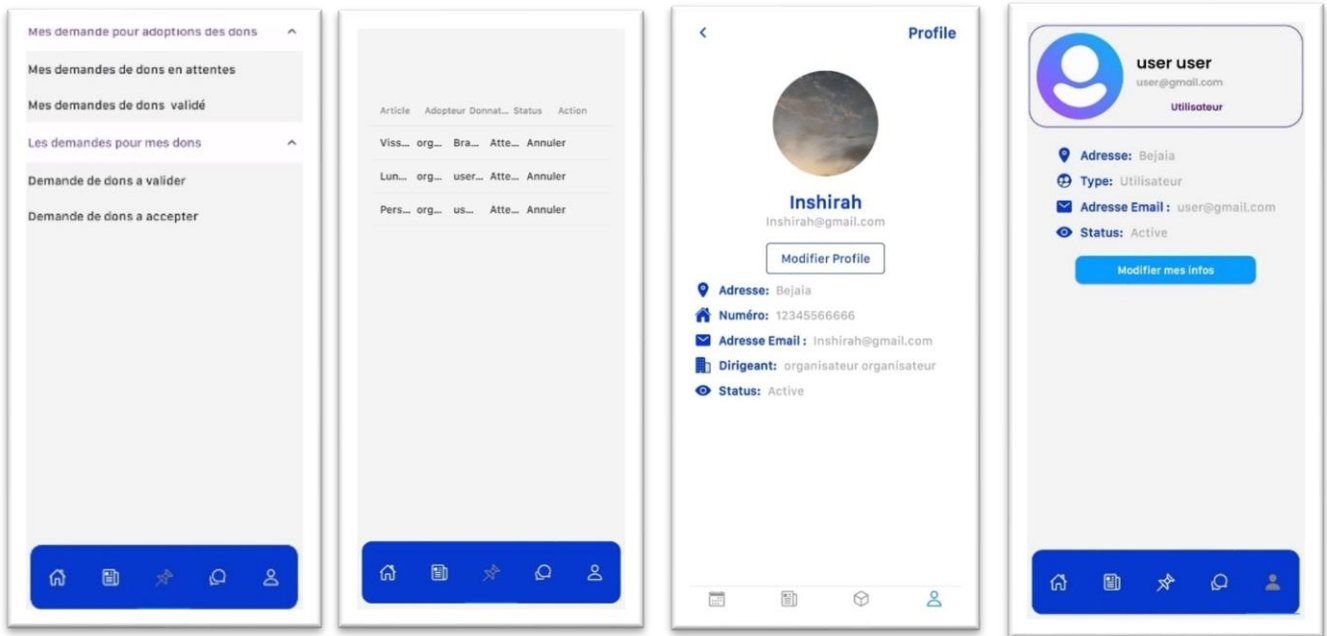 Mes demande pour adoptions des dons
Mes demandes de dons en attentes
Mes demandes de dons validé
Les demandes pour mes dons
Demande de dons a valider
Demande de dons a accepter
Article Adopteur Donnat... Status Action
Viss... org... Bra... Atte... Annuler
Lun... org... user... Atte... Annuler
Pers... org... us... Atte... Annuler
Profile
Inshirah
Inshirah@gmail.com
Modifier Profile
Adresse: Bejaia
Numéro: 12345566666
Adresse Email : Inshirah@gmail.com
Dirigeant: organisateur organisateur
Status: Active
user user
user@gmail.com
Utilisateur
Adresse: Bejaia
Type: Utilisateur
Adresse Email : user@gmail.com
Status: Active
Modifier mes infos